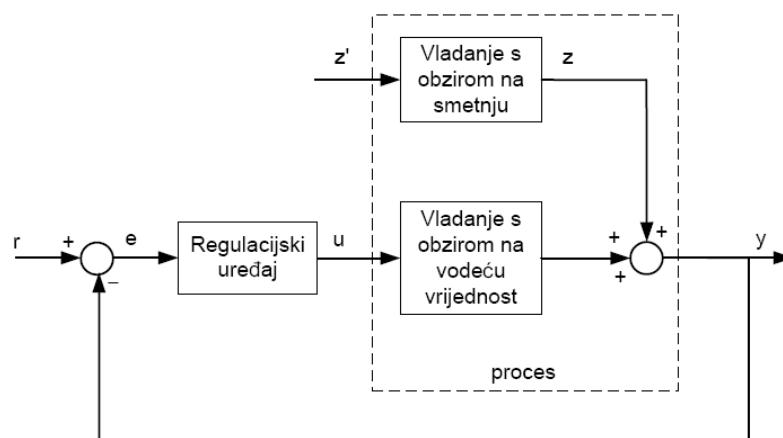 z'
Vladanje s
obzirom na
smetnju
z
r
+
e
−
Regulacijski
uređaj
u
Vladanje s
obzirom na
vodeću
vrijednost
+
+
+
y
proces